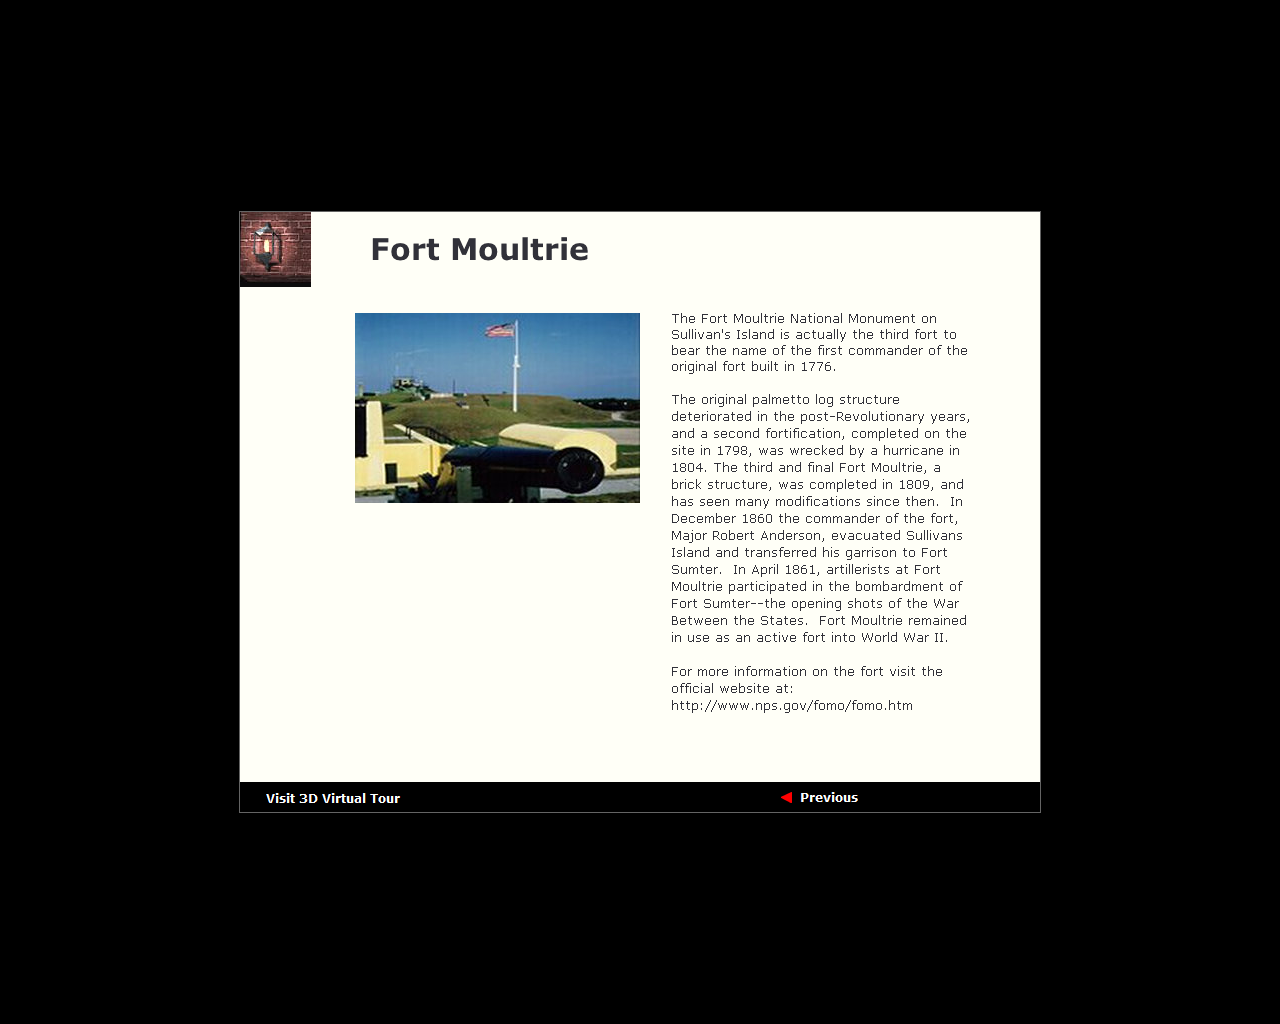 Fort Moultrie
The Fort Moultrie National Monument on
Sullivan's Island is actually the third fort to
bear the name of the first commander of the
original fort built in 1776.
The original palmetto log structure
deteriorated in the post-Revolutionary years,
and a second fortification, completed on the
site in 1798, was wrecked by a hurricane in
1804. The third and final Fort Moultrie, a
brick structure, was completed in 1809, and
has seen many modifications since then.  In
December 1860 the commander of the fort,
Major Robert Anderson, evacuated Sullivans
Island and transferred his garrison to Fort
Sumter.  In April 1861, artillerists at Fort
Moultrie participated in the bombardment of
Fort Sumter--the opening shots of the War
Between the States.  Fort Moultrie remained
in use as an active fort into World War II.
For more information on the fort visit the
official website at:
http://www.nps.gov/fomo/fomo.htm
Visit 3D Virtual Tour
Previous